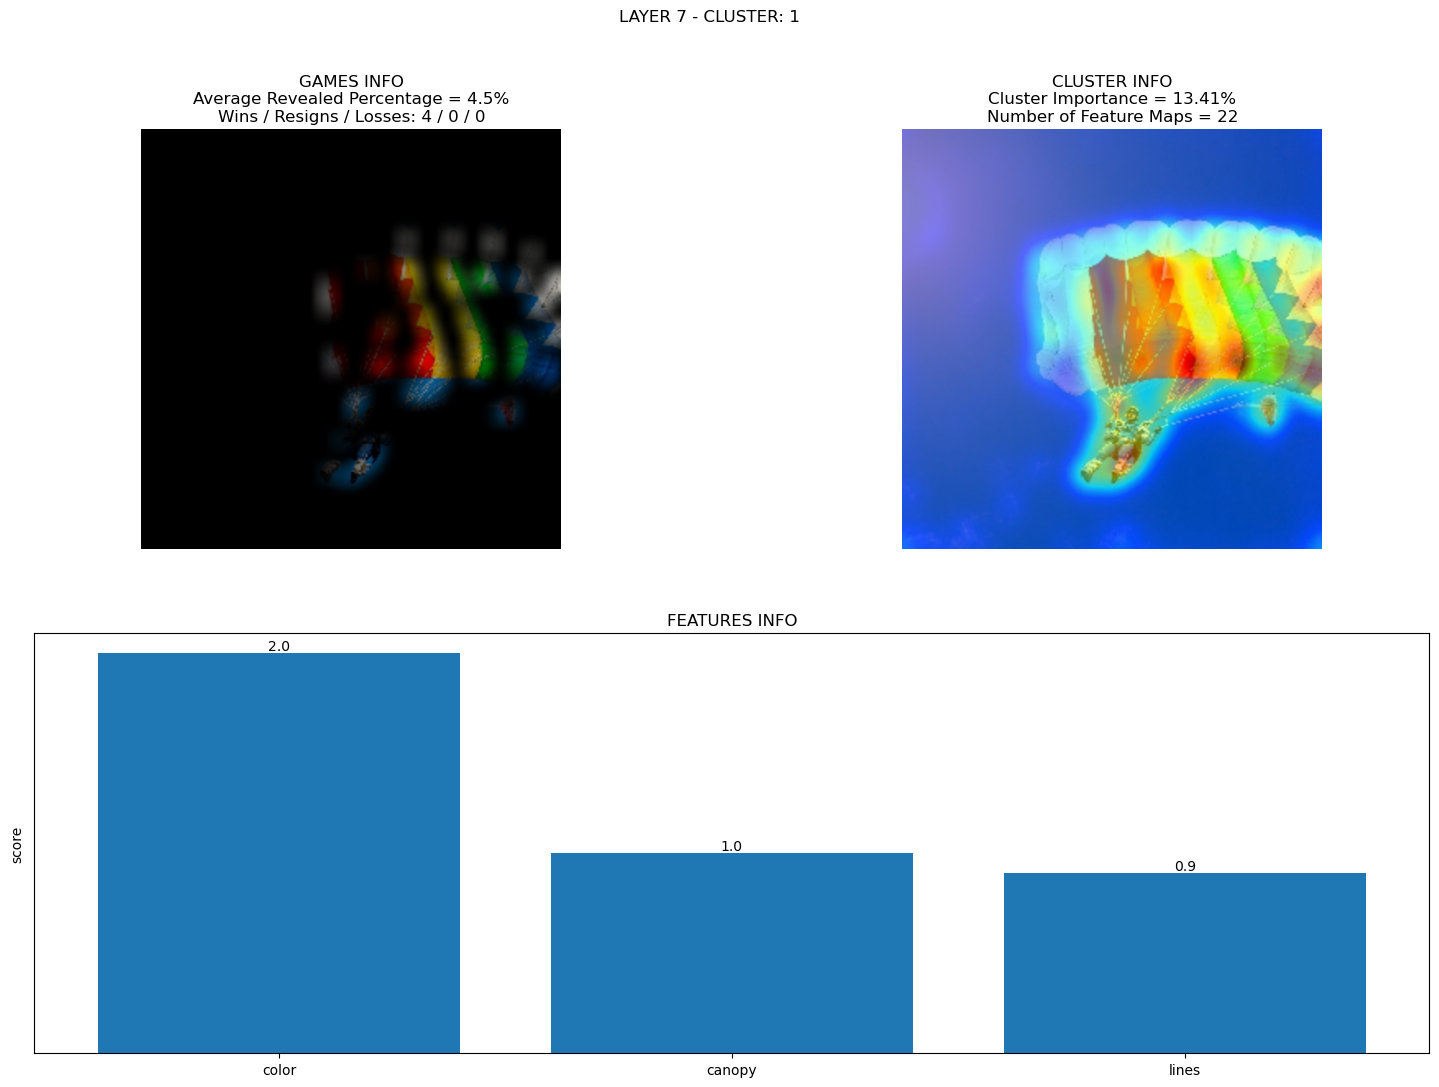 LAYER 7 - CLUSTER: 1
GAMES INFO
Average Revealed Percentage = 4.5%
Wins / Resigns / Losses: 4 / 0 / 0
CLUSTER INFO
Cluster Importance = 13.41%
Number of Feature Maps = 22
FEATURES INFO
score
2.0
1.0
0.9
color
canopy
lines